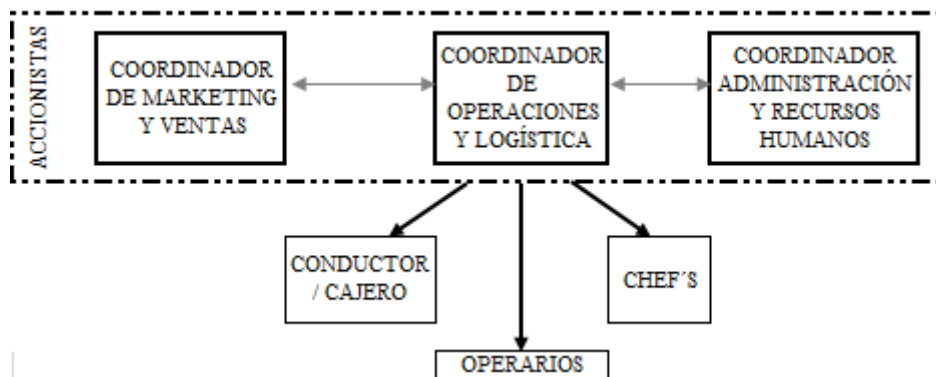 ACCIONISTAS
COORDINADOR
DE MARKETING
Y VENTAS
COORDINADOR
DE
OPERACIONES
Y LOGÍSTICA
COORDINADOR
ADMINISTRACIÓN
Y RECURSOS
HUMANOS
CONDUCTOR
/ CAJERO
CHEF´S
OPERARIOS